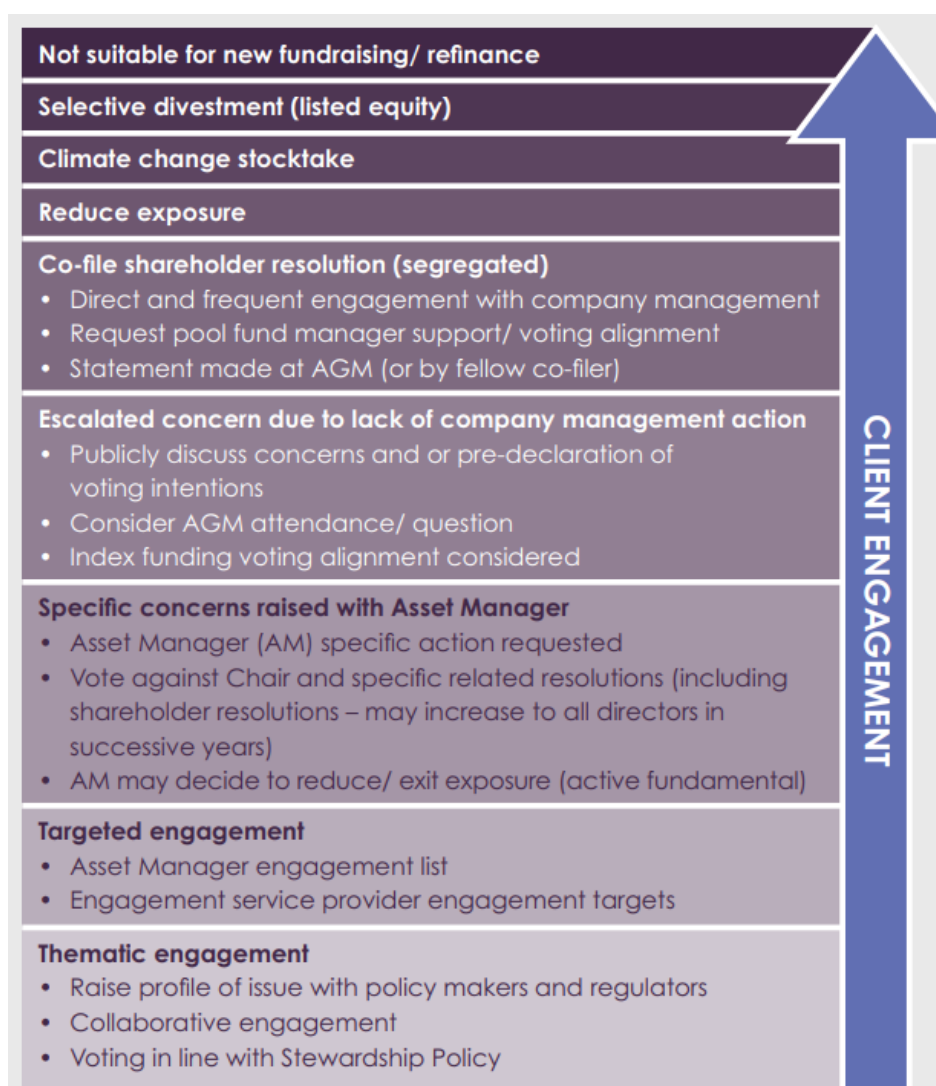 Not suitable for new fundraising/ refinance
Selective divestment (listed equity)
Climate change stocktake
Reduce exposure
Co-file shareholder resolution (segregated)
• Direct and frequent engagement with company management
• Request pool fund manager support/ voting alignment
• Statement made at AGM (or by fellow co-filer)
Escalated concern due to lack of company management action
• Publicly discuss concerns and or pre-declaration of
voting intentions
• Consider AGM attendance/ question
• Index funding voting alignment considered
Specific concerns raised with Asset Manager
• Asset Manager (AM) specific action requested
• Vote against Chair and specific related resolutions (including
shareholder resolutions – may increase to all directors in
successive years)
• AM may decide to reduce/ exit exposure (active fundamental)
Targeted engagement
• Asset Manager engagement list
• Engagement service provider engagement targets
Thematic engagement
• Raise profile of issue with policy makers and regulators
• Collaborative engagement
• Voting in line with Stewardship Policy
CLIENT ENGAGEMENT